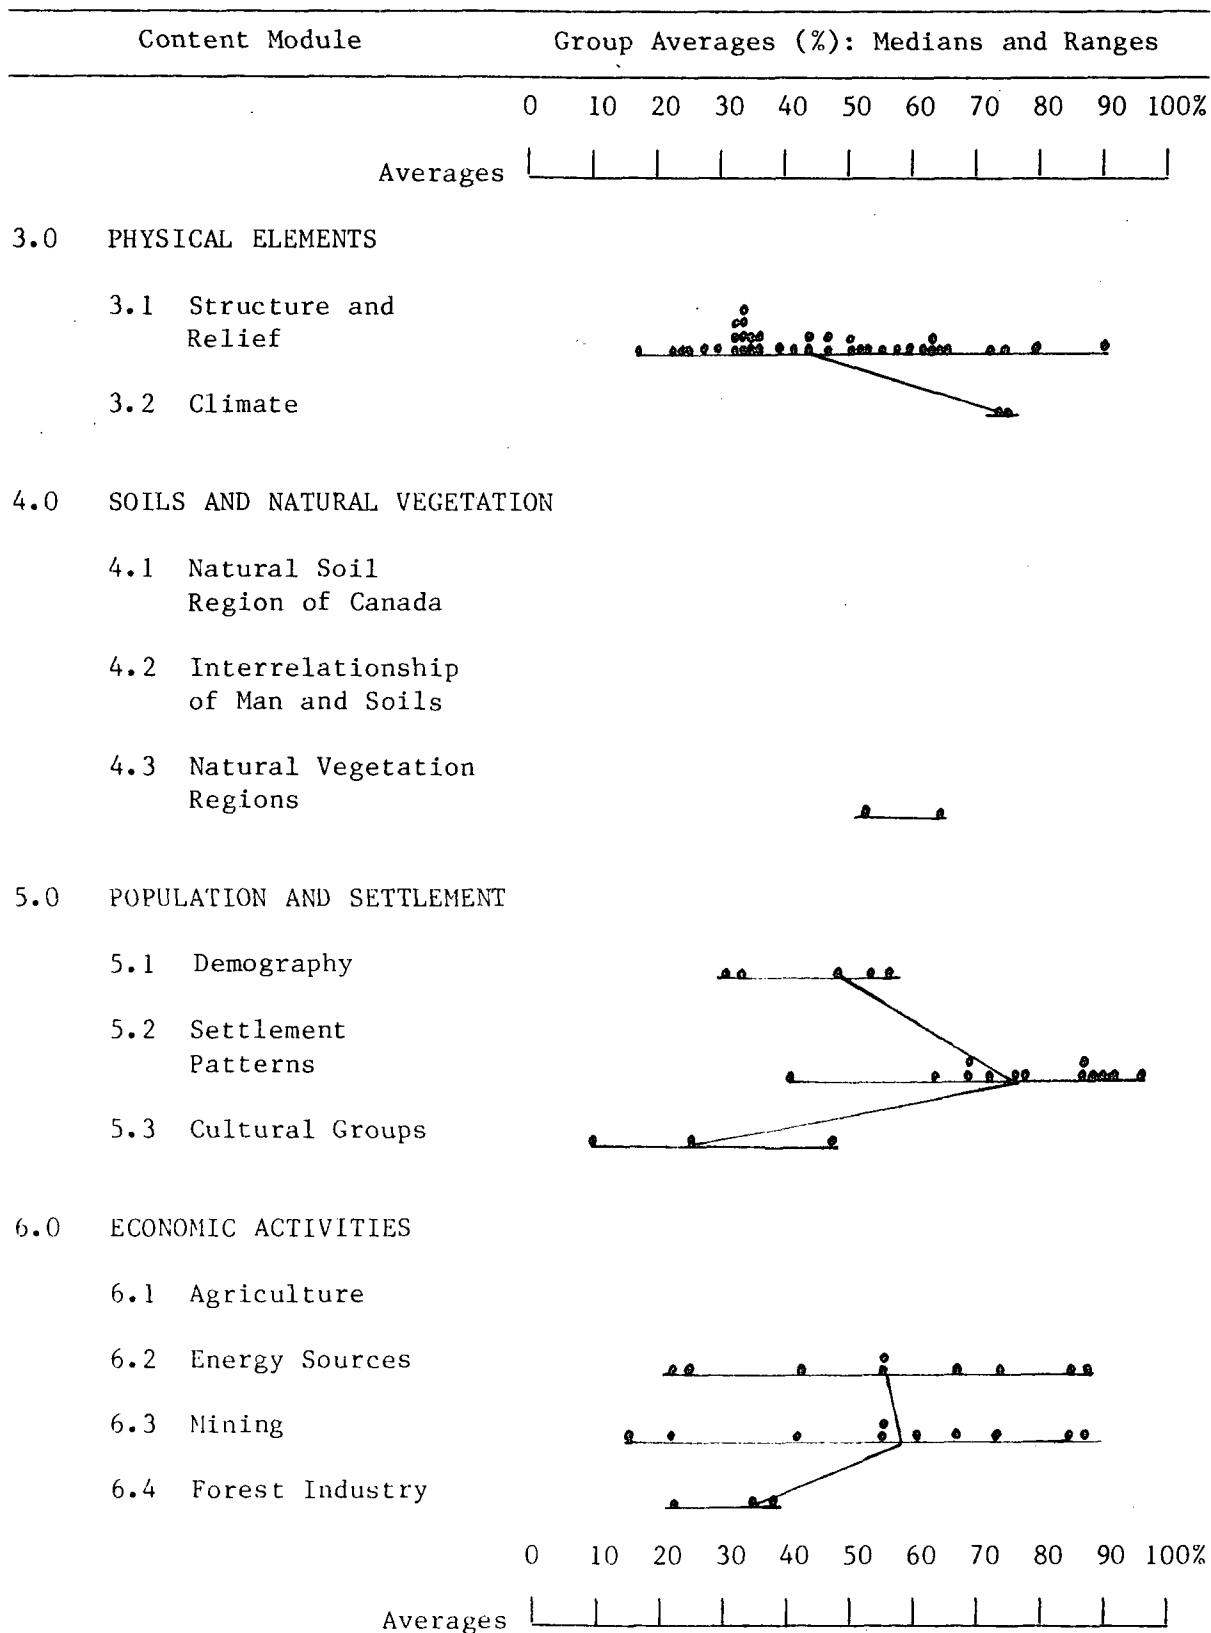 Content Module Group Averages (%): Medians and Ranges
0 10 20 30 40 50 60 70 80 90 100%
Averages
3.0 PHYSICAL ELEMENTS
3.1 Structure and
Relief
3.2 Climate
4.0 SOILS AND NATURAL VEGETATION
4.1 Natural Soil
Region of Canada
4.2 Interrelationship
of Man and Soils
4.3 Natural Vegetation
Regions
5.0 POPULATION AND SETTLEMENT
5.1 Demography
5.2 Settlement
Patterns
5.3 Cultural Groups
6.0 ECONOMIC ACTIVITIES
6.1 Agriculture
6.2 Energy Sources
6.3 Mining
6.4 Forest Industry
0 10 20 30 40 50 60 70 80 90 100%
Averages